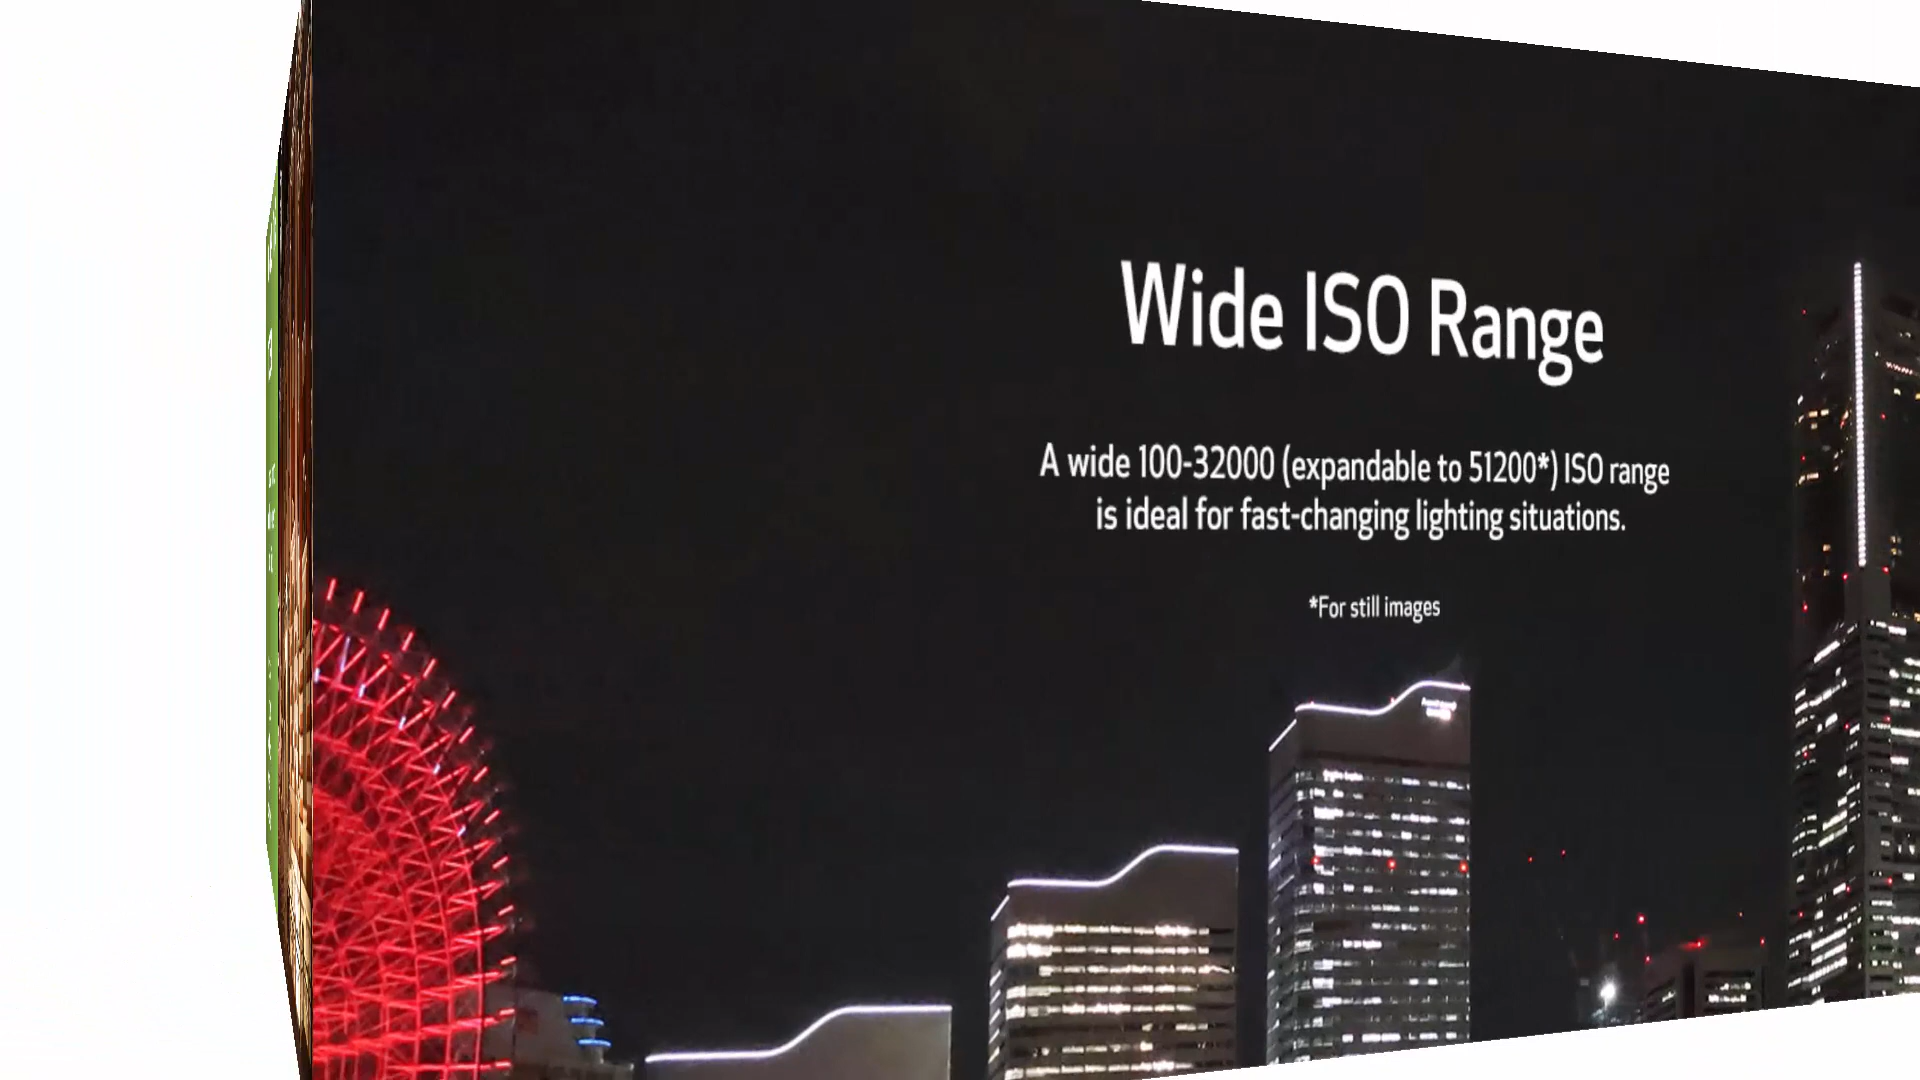 Wide ISO Range
A wide 100-32000 (expandable to 51200*) ISO range
is ideal for fast-changing lighting situations.
*For still images